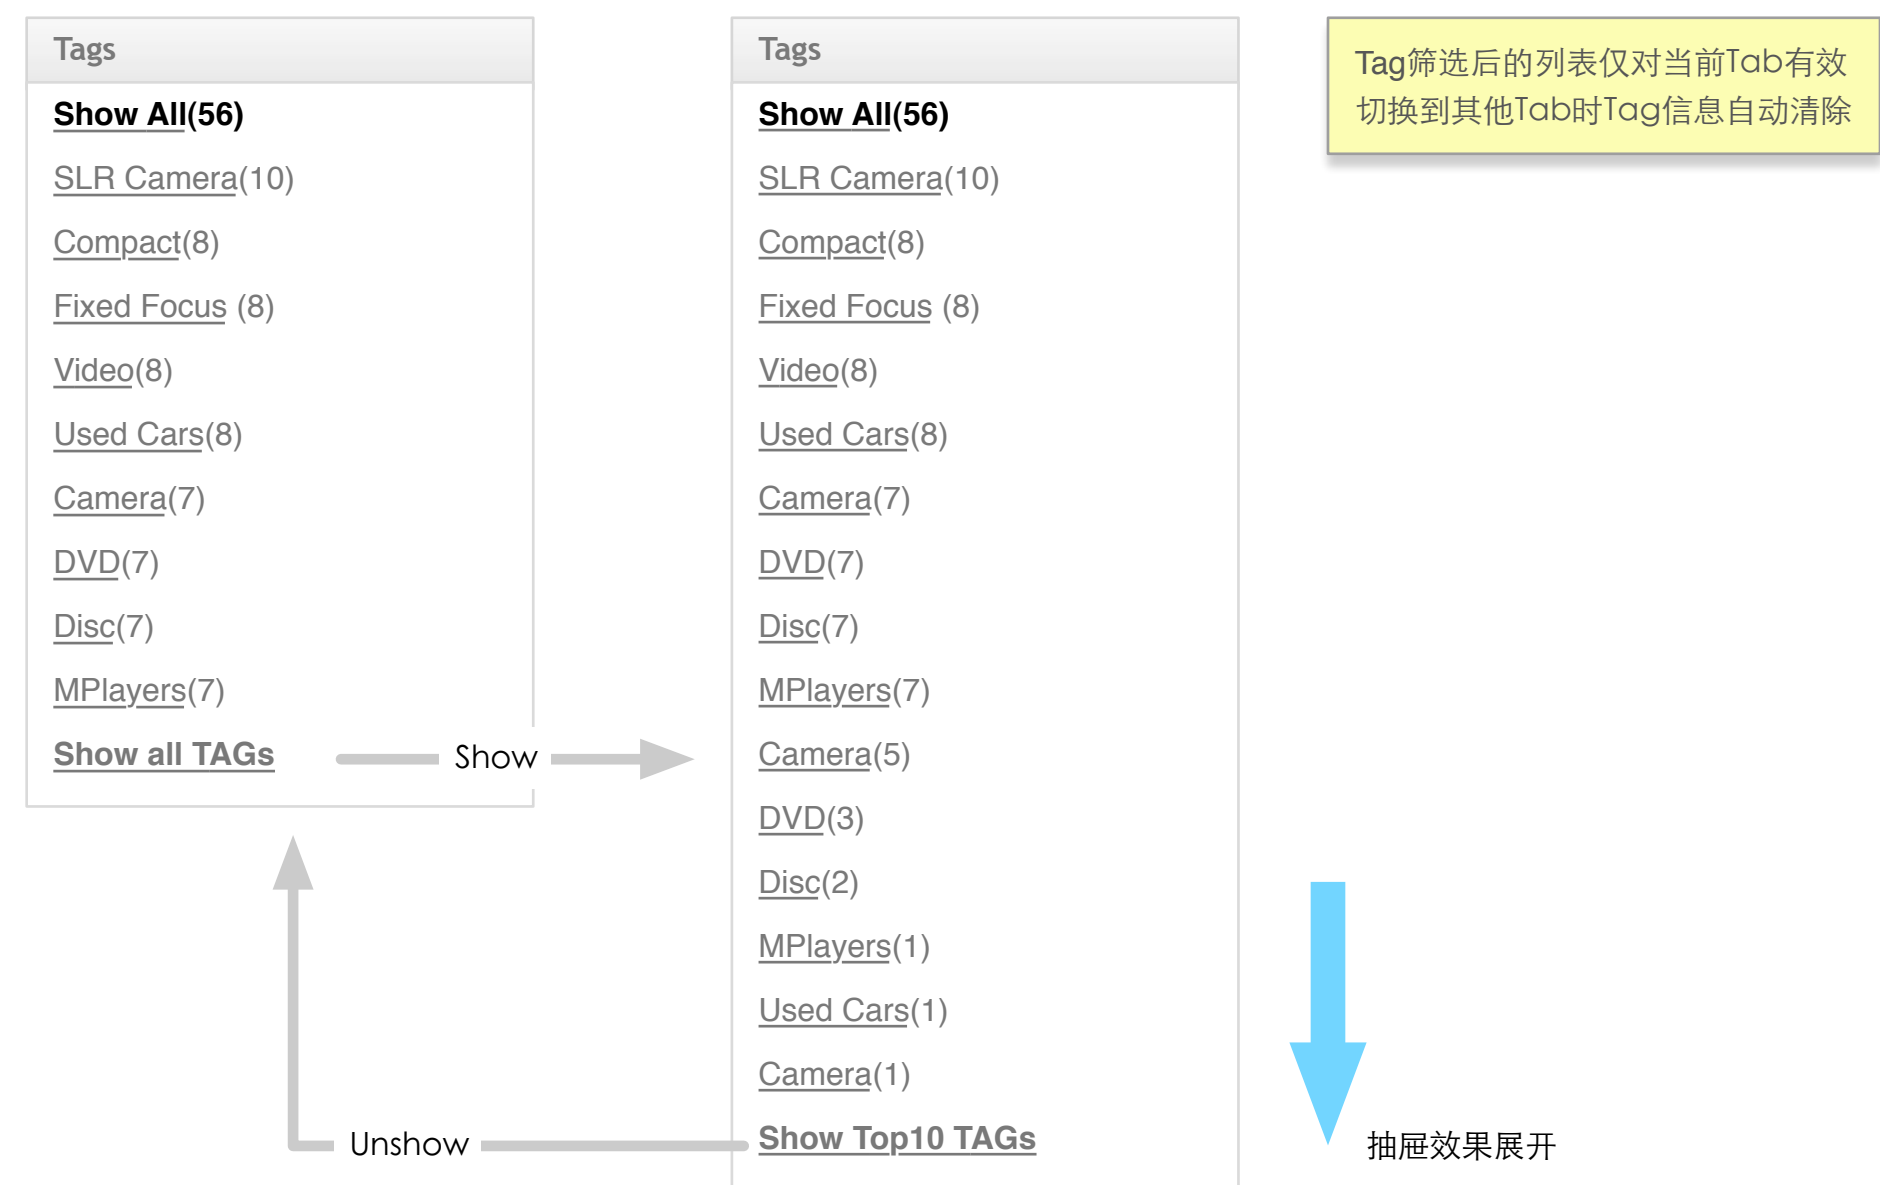 Tags
Show All(56)
SLR Camera(10)
Compact(8)
Fixed Focus (8)
Video(8)
Used Cars(8)
Camera(7)
DVD(7)
Disc(7)
MPlayers(7)
Show all TAGs
Show
Tags
Show All(56)
SLR Camera(10)
Compact(8)
Fixed Focus (8)
Video(8)
Used Cars(8)
Camera(7)
DVD(7)
Disc(7)
MPlayers(7)
Camera(5)
DVD(3)
Disc(2)
MPlayers(1)
Used Cars(1)
Camera(1)
Show Top10 TAGs
Unshow
Tag筛选后的列表仅对当前Tab有效
切换到其他Tab时Tag信息自动清除
抽屉效果展开